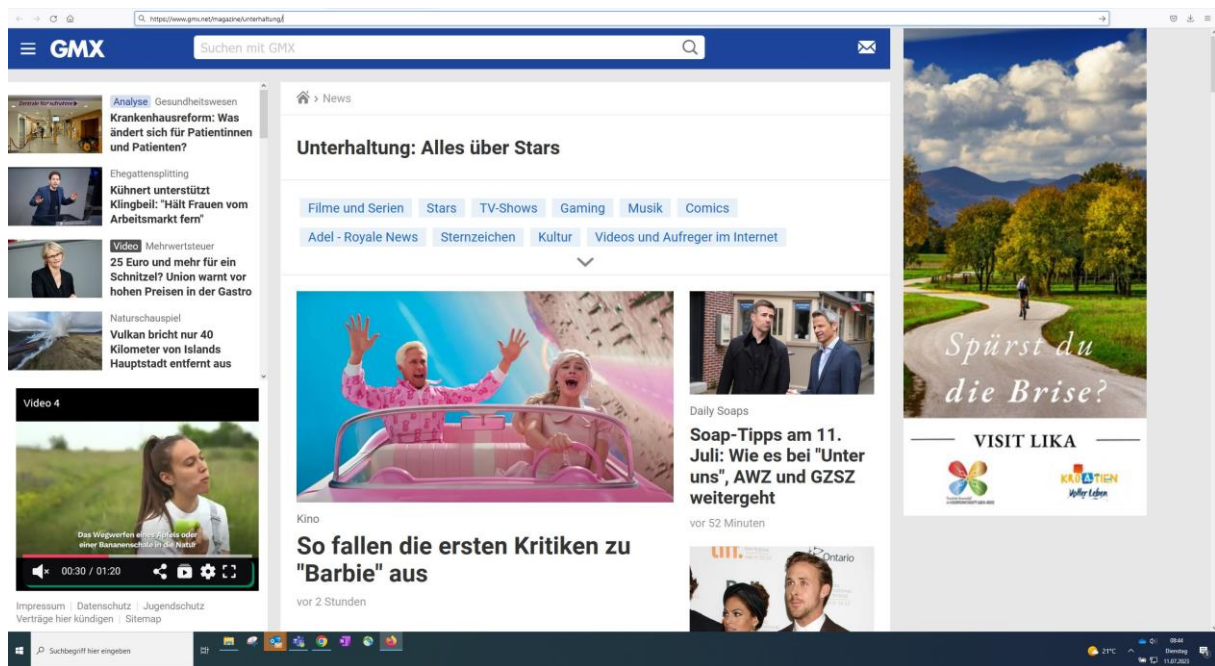 https://www.gmx.net/magazine/unterhaltung/
GMX
Suchen mit GMX
Zentrale Notaufnahme
Analyse Gesundheitswesen
Krankenhausreform: Was
ändert sich für Patientinnen
und Patienten?
Ehegattensplitting
Kühnert unterstützt
Klingbeil: "Hält Frauen vom
Arbeitsmarkt fern"
Video Mehrwertsteuer
25 Euro und mehr für ein
Schnitzel? Union warnt vor
hohen Preisen in der Gastro
Naturschauspiel
Vulkan bricht nur 40
Kilometer von Islands
Hauptstadt entfernt aus
Video 4
Das Wegwerfen eines Apfels oder
einer Bananenschale in die Natur
00:30 / 01:20
Impressum | Datenschutz | Jugendschutz
Verträge hier kündigen | Sitemap
> News
Unterhaltung: Alles über Stars
Filme und Serien Stars TV-Shows Gaming Musik Comics
Adel - Royale News Sternzeichen Kultur Videos und Aufreger im Internet
Kino
So fallen die ersten Kritiken zu
"Barbie" aus
vor 2 Stunden
Daily Soaps
Soap-Tipps am 11.
Juli: Wie es bei "Unter
uns", AWZ und GZSZ
weitergeht
vor 52 Minuten
Ontario
Spürst du
die Brise?
VISIT LIKA
KROATIEN
Voller Leben
Suchbegriff hier eingeben
21°C
08:44
Dienstag
11.07.2023